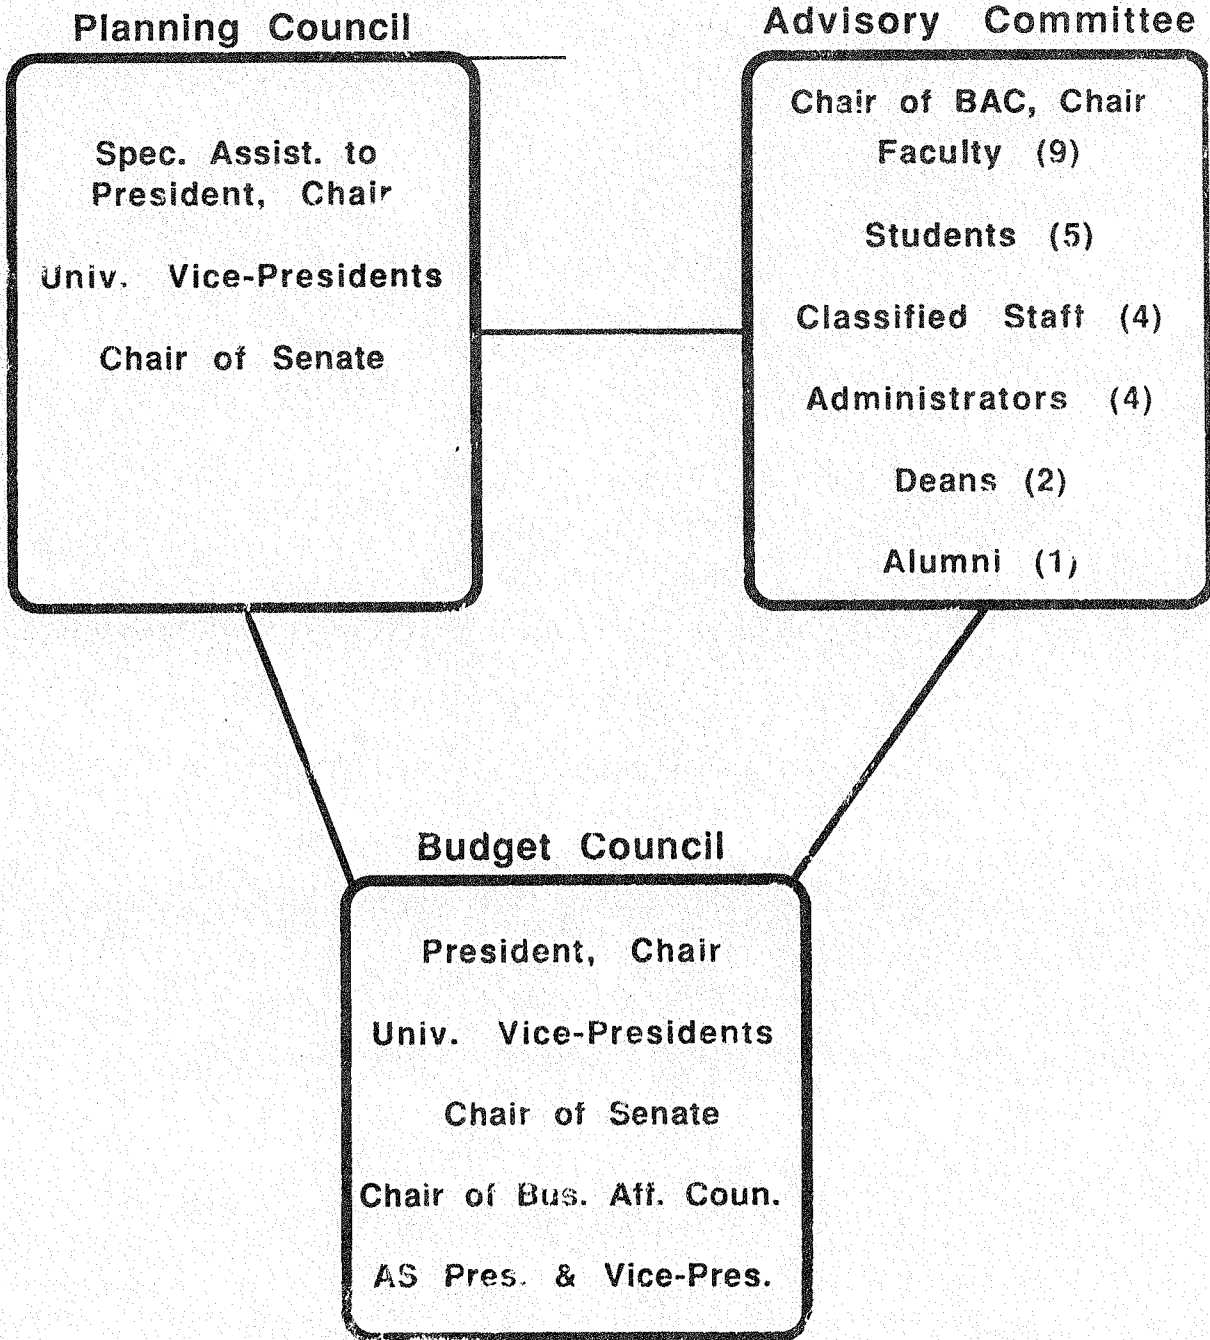 Planning Council
Spec. Assist. to
President, Chair
Univ. Vice-Presidents
Chair of Senate
Advisory Committee
Chair of BAC, Chair
Faculty (9)
Students (5)
Classified Staff (4)
Administrators (4)
Deans (2)
Alumni (1)
Budget Council
President, Chair
Univ. Vice-Presidents
Chair of Senate
Chair of Bus. Aff. Coun.
AS Pres. & Vice-Pres.